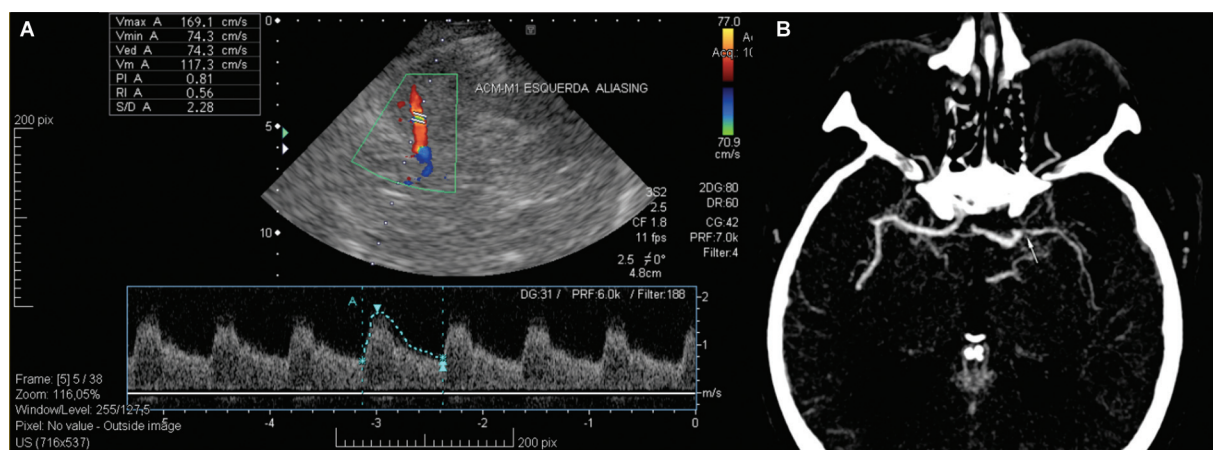 A
Vmax A 169.1 cm/s
Vmin A 74.3 cm/s
Ved A 74.3 cm/s
Vm A 117.3 cm/s
PI A 0.81
RI A 0.56
S/D A 2.28
200 pix
0
5
10
ACM-M1 ESQUERDA ALIASING
77.0
Acq.: 10
70.9
cm/s
3S2
2.5
CF 1.8
11 fps
2.5 ≠0°
4.8cm
2DG:80
DR:60
CG:42
PRF:7.0k
Filter:4
DG:31 / PRF:6.0k / Filter:188
A
2
1
m/s
-5 -4 -3 -2 -1 0
200 pix
Frame: [5] 5 / 38
Zoom: 116,05%
Window/Level: 255/127,5
Pixel: No value - Outside image
US (716x537)
B